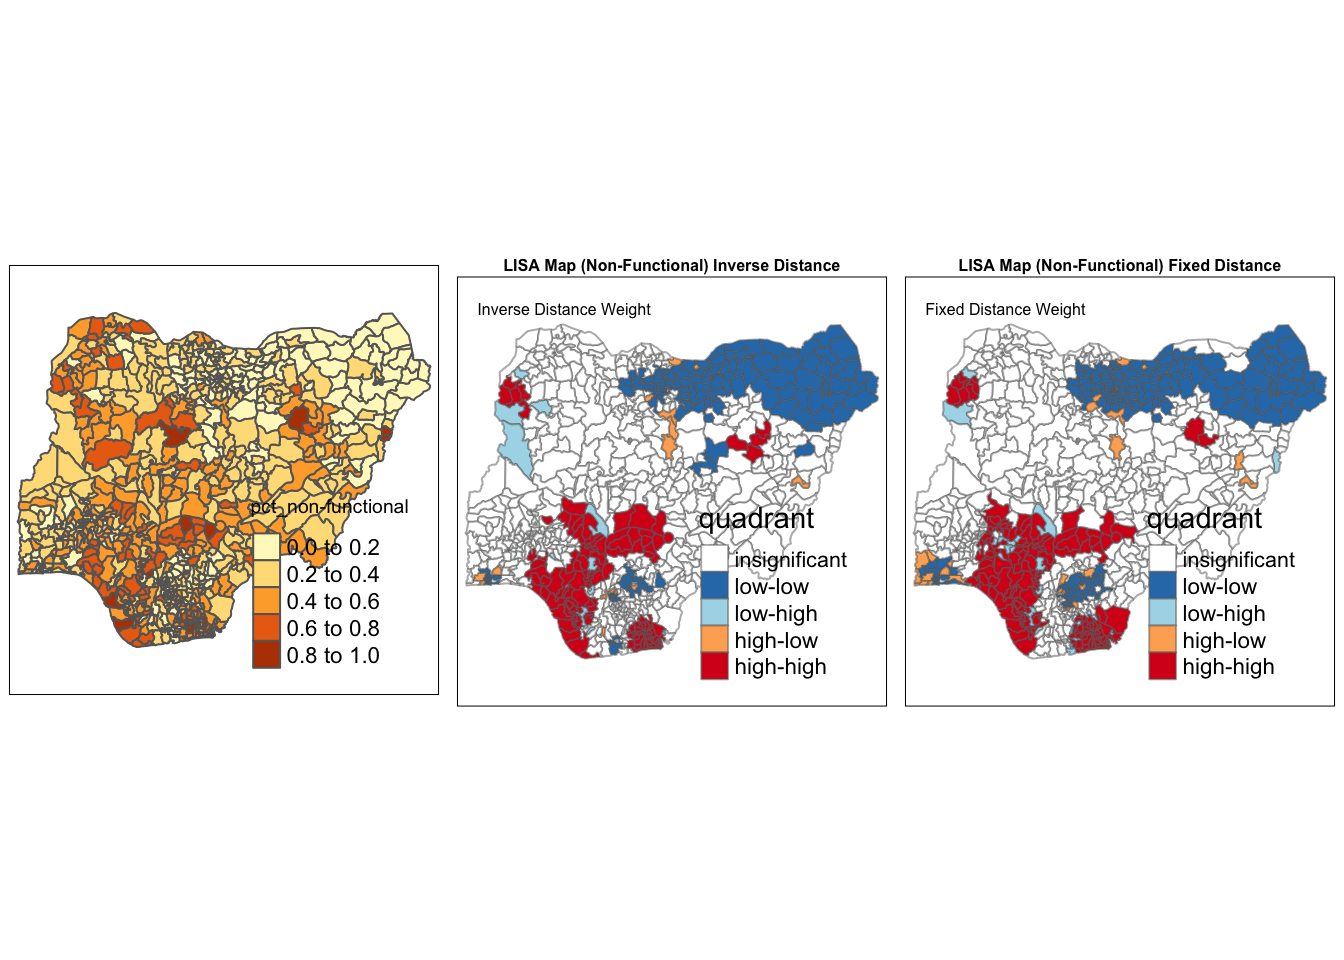 pct_non-functional
0.0 to 0.2
0.2 to 0.4
0.4 to 0.6
0.6 to 0.8
0.8 to 1.0
LISA Map (Non-Functional) Inverse Distance
Inverse Distance Weight
quadrant
insignificant
low-low
low-high
high-low
high-high
LISA Map (Non-Functional) Fixed Distance
Fixed Distance Weight
quadrant
insignificant
low-low
low-high
high-low
high-high